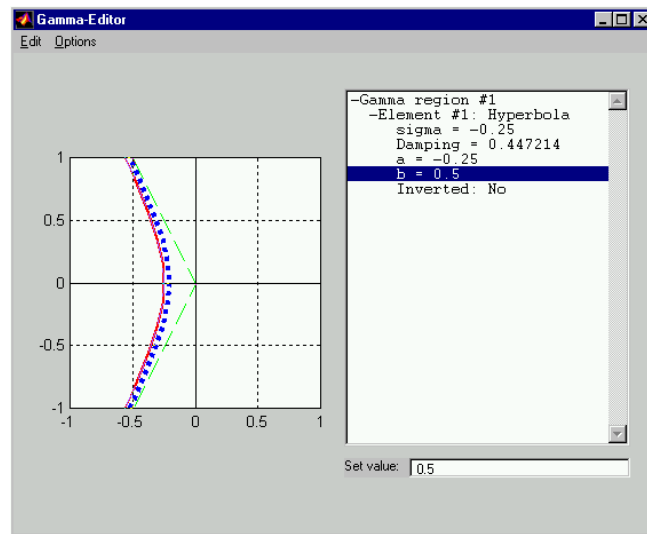 Gamma-Editor
Edit Options
-Gamma region #1
-Element #1: Hyperbola
sigma = -0.25
Damping = 0.447214
a = -0.25
b = 0.5
Inverted: No
1
0.5
0
-0.5
-1
-1 -0.5 0 0.5 1
Set value: 0.5